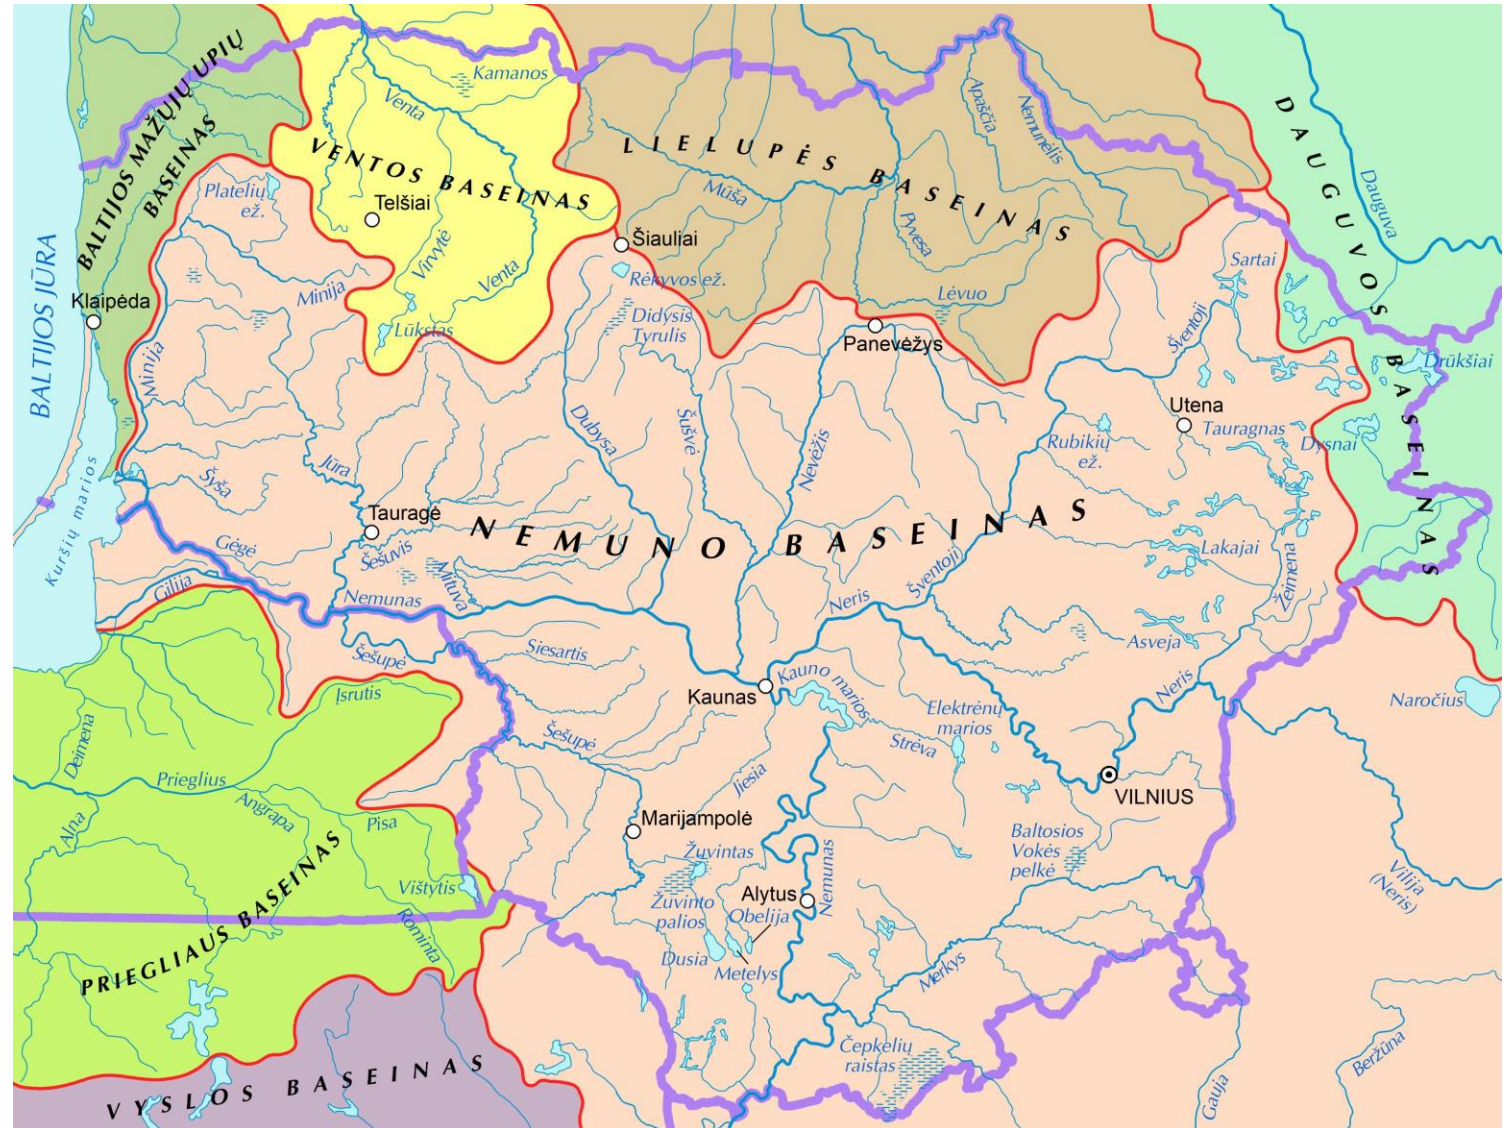 BALTIJOS MAŽŲJŲ UPIŲ
BASEINAS
VENTOS BASEINAS
LIELUPĖS BASEINAS
DAUGUVOS BASEINAS
NEMUNO BASEINAS
PRIEGLIAUS BASEINAS
VYSLOS BASEINAS
BALTIJOS JŪRA
Kuršių marios
Kamanos
Venta
Apaščia
Nemunėlis
Dauguva
Platelių
ež.
Telšiai
Virvytė
Venta
Mūša
Pyvesa
Lėvuo
Šiauliai
Rėkyvos ež.
Didysis
Tyrulis
Sartai
Klaipėda
Minija
Minija
Lūkstas
Panevėžys
Šventoji
Drūkšiai
Utena
Tauragnas
Dysnai
Rubikių
ež.
Dubysa
Šušvė
Nevėžis
Jūra
Šyša
Tauragė
Šešuvis
Mituva
Gėgė
Gilija
Nemunas
Neris
Šventoji
Lakajai
Žeimena
Asveja
Neris
Šešupė
Siesartis
Kaunas
Kauno marios
Elektrėnų
marios
Strėva
Naročius
Įsrutis
Deimena
Prieglius
Angrapa
Pisa
Alna
Šešupė
Jiesia
VILNIUS
Marijampolė
Žuvintas
Baltosios
Vokės
pelkė
Vilija
(Neris)
Vištytis
Rominta
Žuvinto
palios
Alytus
Obelija
Nemunas
Dusia
Metelys
Merkys
Čepkelių
raistas
Gauja
Beržūna